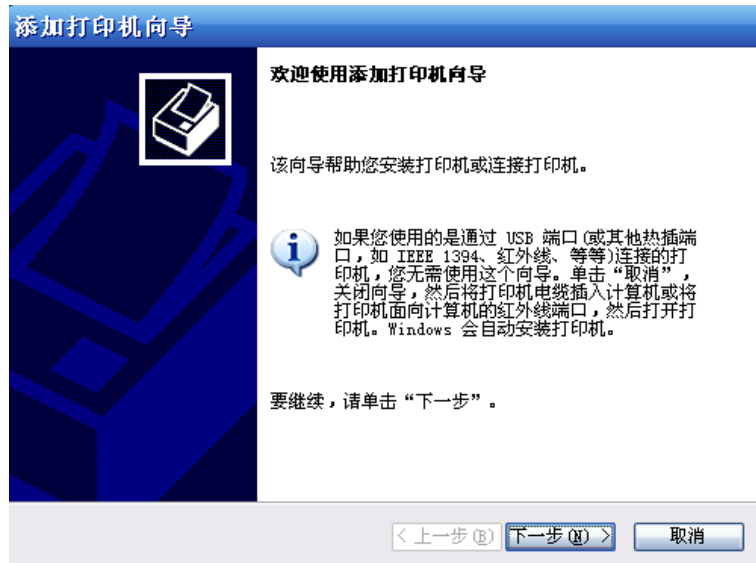 添加打印机向导
欢迎使用添加打印机向导
该向导帮助您安装打印机或连接打印机。
如果您使用的是通过 USB 端口(或其他热插端
口，如 IEEE 1394、红外线、等等)连接的打
印机，您无需使用这个向导。单击“取消”，
关闭向导，然后将打印机电缆插入计算机或将
打印机面向计算机的红外线端口，然后打开打
印机。Windows 会自动安装打印机。
要继续，请单击“下一步”。
< 上一步(B) 下一步(N) > 取消